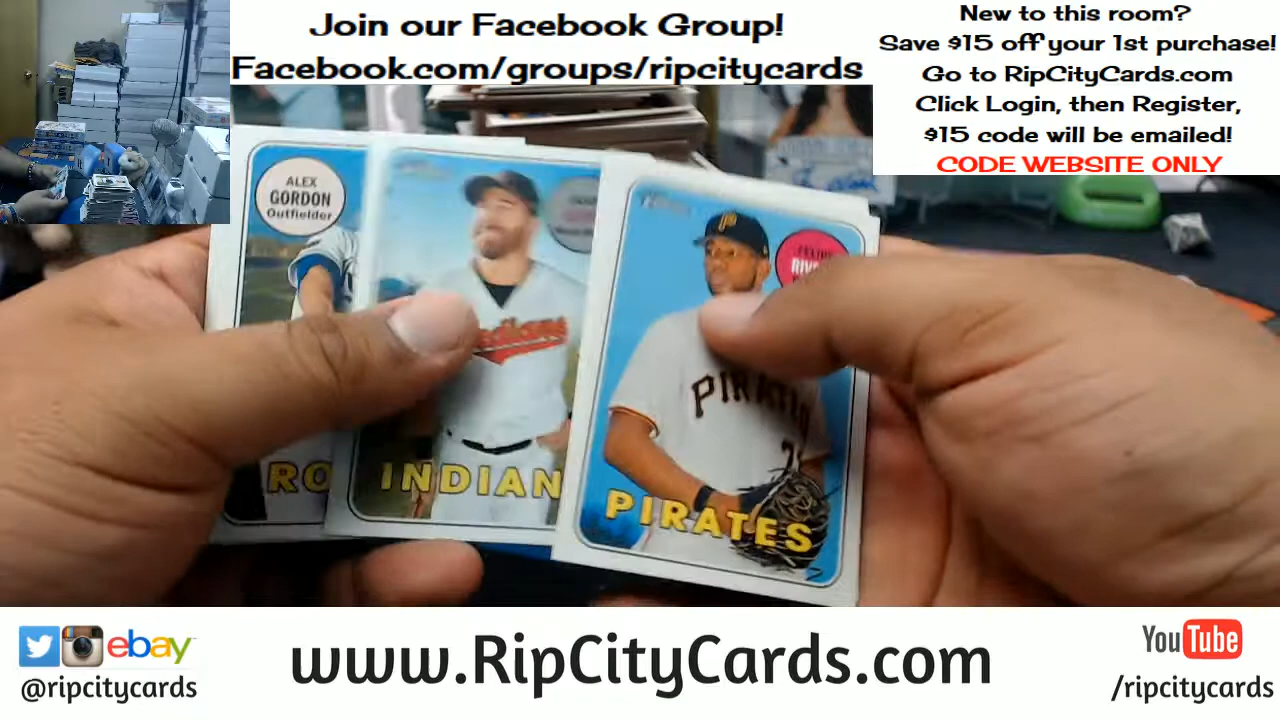 Join our Facebook Group!
Facebook.com/groups/ripcitycards
New to this room?
Save $15 off your 1st purchase!
Go to RipCityCards.com
Click Login, then Register,
$15 code will be emailed!
CODE WEBSITE ONLY
ALEX
GORDON
Outfielder
RO
INDIAN
Indians
PIRATES
PIRATES
ebay
@ripcitycards
www.RipCityCards.com
YouTube
/ripcitycards